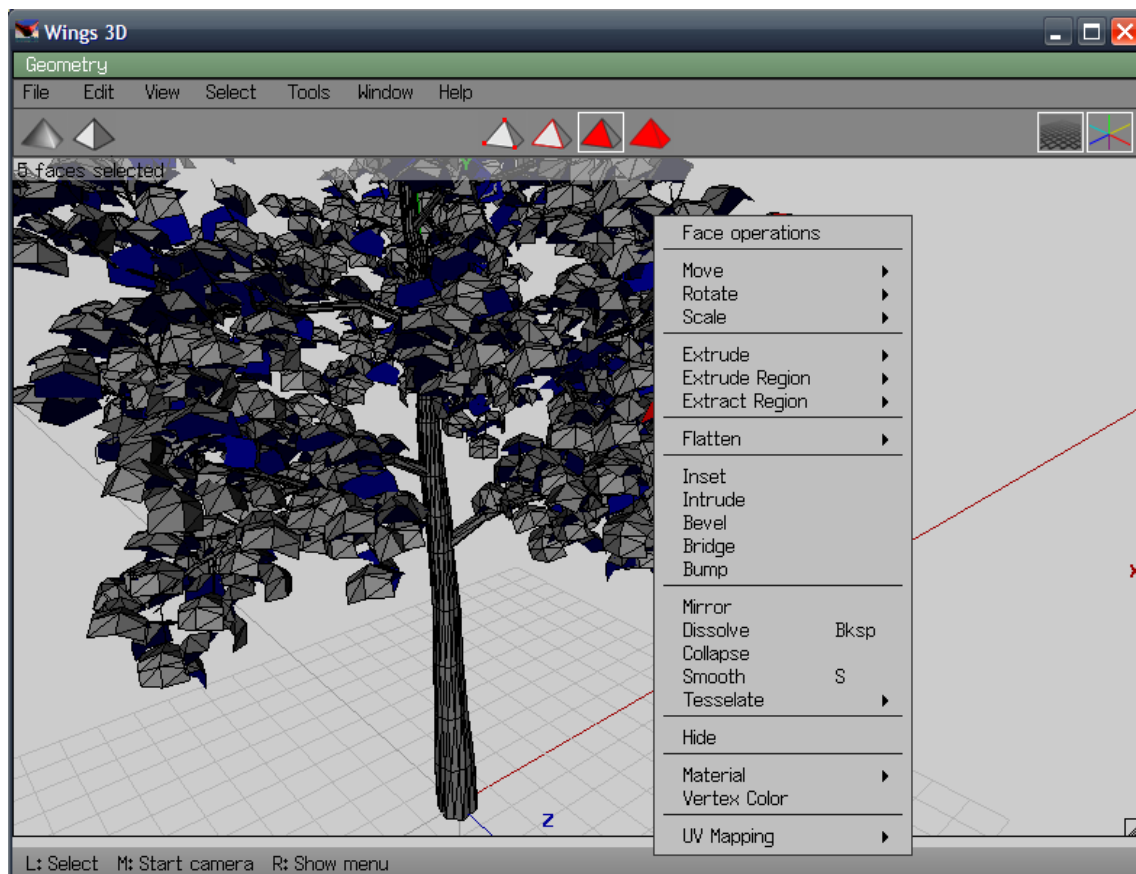 Wings 3D
Geometry
File Edit View Select Tools Window Help
5 faces selected
Y
Face operations
Move
Rotate
Scale
Extrude
Extrude Region
Extract Region
Flatten
Inset
Intrude
Bevel
Bridge
Bump
Mirror
Dissolve Bksp
Collapse
Smooth S
Tesselate
Hide
Material
Vertex Color
UV Mapping
X
Z
L: Select M: Start camera R: Show menu